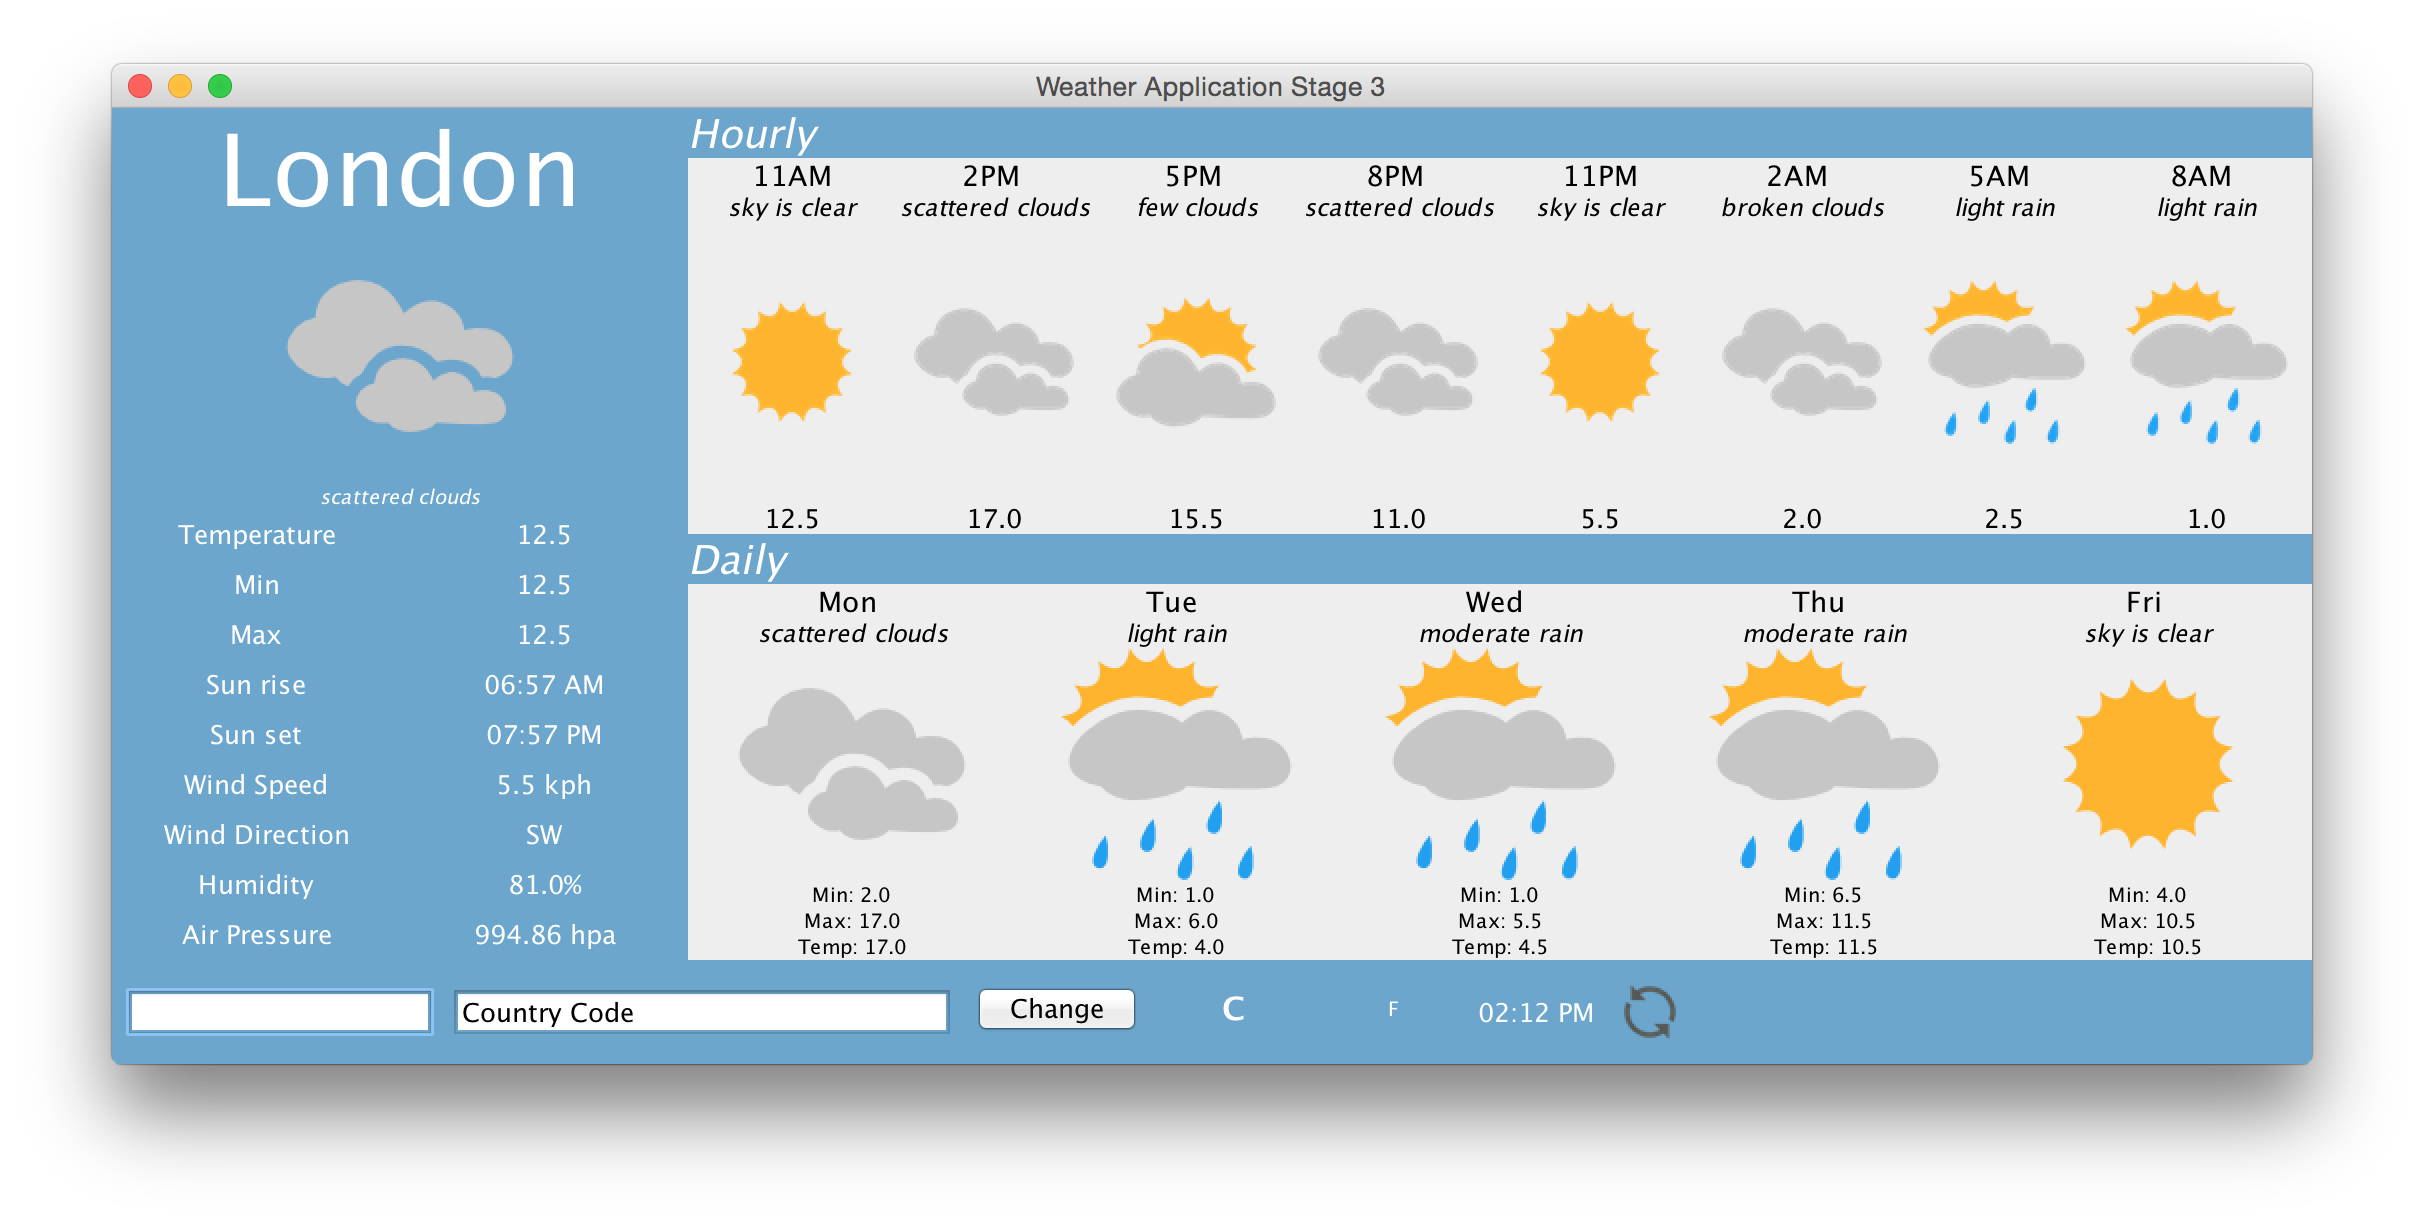 Weather Application Stage 3
London
scattered clouds
Temperature 12.5
Min 12.5
Max 12.5
Sun rise 06:57 AM
Sun set 07:57 PM
Wind Speed 5.5 kph
Wind Direction SW
Humidity 81.0%
Air Pressure 994.86 hpa
Hourly
11AM 2PM 5PM 8PM 11PM 2AM 5AM 8AM
sky is clear scattered clouds few clouds scattered clouds sky is clear broken clouds light rain light rain
12.5 17.0 15.5 11.0 5.5 2.0 2.5 1.0
Daily
Mon Tue Wed Thu Fri
scattered clouds light rain moderate rain moderate rain sky is clear
Min: 2.0 Min: 1.0 Min: 1.0 Min: 6.5 Min: 4.0
Max: 17.0 Max: 6.0 Max: 5.5 Max: 11.5 Max: 10.5
Temp: 17.0 Temp: 4.0 Temp: 4.5 Temp: 11.5 Temp: 10.5
Country Code Change C F 02:12 PM